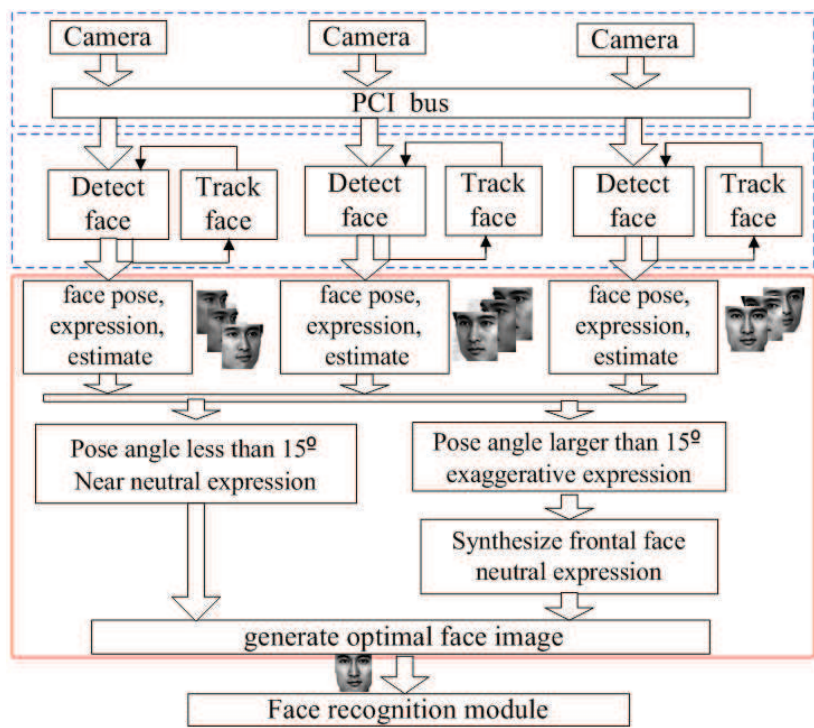 Camera
Camera
Camera
PCI bus
Detect
face
Track
face
Detect
face
Track
face
Detect
face
Track
face
face pose,
expression,
estimate
face pose,
expression,
estimate
face pose,
expression,
estimate
Pose angle less than 15º
Near neutral expression
Pose angle larger than 15º
exaggerative expression
Synthesize frontal face
neutral expression
generate optimal face image
Face recognition module